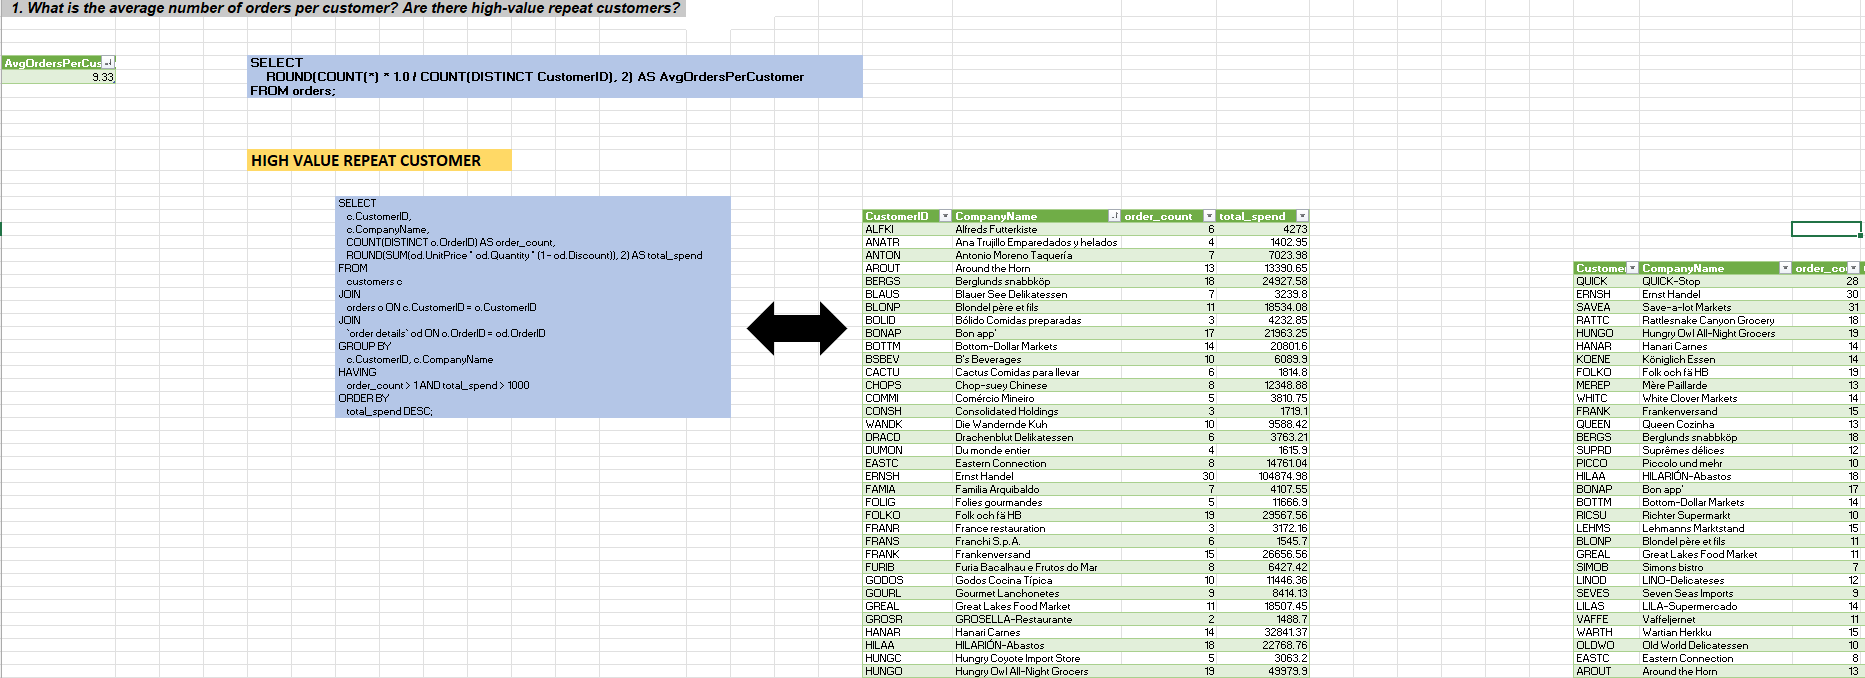 1. What is the average number of orders per customer? Are there high-value repeat customers?
AvgOrdersPerCus
9.33
SELECT
ROUND(COUNT(*) * 1.0 / COUNT(DISTINCT CustomerID), 2) AS AvgOrdersPerCustomer
FROM orders;
HIGH VALUE REPEAT CUSTOMER
SELECT
c.CustomerID,
c.CompanyName,
COUNT(DISTINCT o.OrderID) AS order_count,
ROUND(SUM(od.UnitPrice * od.Quantity * (1 - od.Discount)), 2) AS total_spend
FROM
customers c
JOIN
orders o ON c.CustomerID = o.CustomerID
JOIN
`order details` od ON o.OrderID = od.OrderID
GROUP BY
c.CustomerID, c.CompanyName
HAVING
order_count > 1 AND total_spend > 1000
ORDER BY
total_spend DESC;
CustomerID CompanyName order_count total_spend
ALFKI Alfreds Futterkiste 6 4273
ANATR Ana Trujillo Emparedados y helados 4 1402.95
ANTON Antonio Moreno Taquería 7 7023.98
AROUT Around the Horn 13 13390.65
BERGS Berglunds snabbköp 18 24927.58
BLAUS Blauer See Delikatessen 7 3239.8
BLONP Blondel père et fils 11 18534.08
BOLID Bólido Comidas preparadas 3 4232.85
BONAP Bon app' 17 21963.25
BOTTM Bottom-Dollar Markets 14 20801.6
BSBEV B's Beverages 10 6089.9
CACTU Cactus Comidas para llevar 6 1814.8
CHOPS Chop-suey Chinese 8 12348.88
COMMI Comércio Mineiro 5 3810.75
CONSH Consolidated Holdings 3 1719.1
WANDK Die Wandernde Kuh 10 9588.42
DRACD Drachenblut Delikatessen 6 3763.21
DUMON Du monde entier 4 1615.9
EASTC Eastern Connection 8 14761.04
ERNSH Ernst Handel 30 104874.98
FAMIA Familia Arquibaldo 7 4107.55
FOLIG Folies gourmandes 5 11666.9
FOLKO Folk och fä HB 19 29567.56
FRANR France restauration 3 3172.16
FRANS Franchi S.p.A. 6 1545.7
FRANK Frankenversand 15 26656.56
FURIB Furia Bacalhau e Frutos do Mar 8 6427.42
GODOS Godos Cocina Típica 10 11446.36
GOURL Gourmet Lanchonetes 9 8414.13
GREAL Great Lakes Food Market 11 18507.45
GROSR GROSELLA-Restaurante 2 1488.7
HANAR Hanari Carnes 14 32841.37
HILAA HILARIÓN-Abastos 18 22768.76
HUNGC Hungry Coyote Import Store 5 3063.2
HUNGO Hungry Owl All-Night Grocers 19 49979.9
Custome CompanyName order_co
QUICK QUICK-Stop 28
ERNSH Ernst Handel 30
SAVEA Save-a-lot Markets 31
RATTC Rattlesnake Canyon Grocery 18
HUNGO Hungry Owl All-Night Grocers 19
HANAR Hanari Carnes 14
KOENE Königlich Essen 14
FOLKO Folk och fä HB 19
MEREP Mère Paillarde 13
WHITC White Clover Markets 14
FRANK Frankenversand 15
QUEEN Queen Cozinha 13
BERGS Berglunds snabbköp 18
SUPRD Suprêmes délices 12
PICCO Piccolo und mehr 10
HILAA HILARIÓN-Abastos 18
BONAP Bon app' 17
BOTTM Bottom-Dollar Markets 14
RICSU Richter Supermarkt 10
LEHMS Lehmanns Marktstand 15
BLONP Blondel père et fils 11
GREAL Great Lakes Food Market 11
SIMOB Simons bistro 7
LINOD LINO-Delicateses 12
SEVES Seven Seas Imports 9
LILAS LILA-Supermercado 14
VAFFE Vaffeljernet 11
WARTH Wartian Herkku 15
OLDWO Old World Delicatessen 10
EASTC Eastern Connection 8
AROUT Around the Horn 13